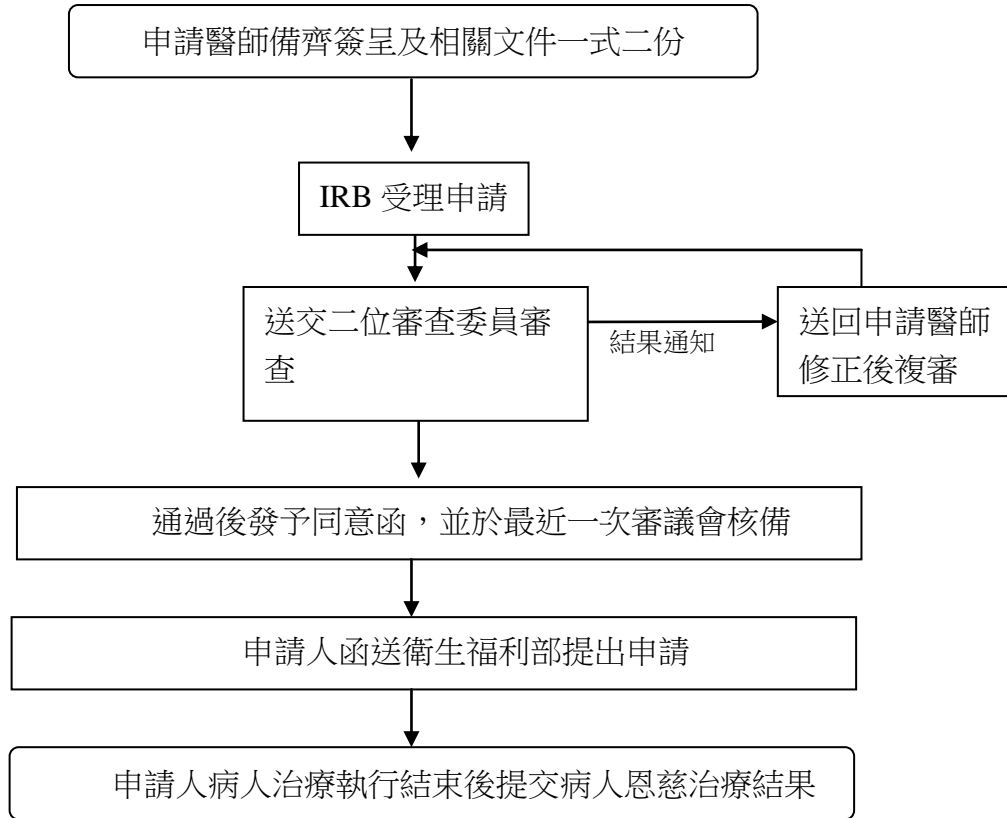 申請醫師備齊簽呈及相關文件一式二份
IRB 受理申請
送交二位審查委員審
查
結果通知
送回申請醫師
修正後複審
通過後發予同意函，並於最近一次審議會核備
申請人函送衛生福利部提出申請
申請人病人治療執行結束後提交病人恩慈治療結果